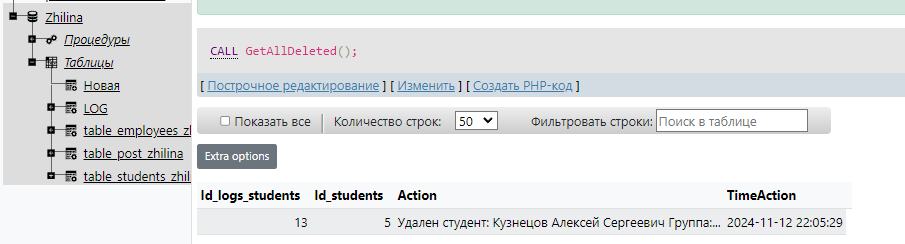 Zhilina
Процедуры
Таблицы
Новая
LOG
table_employees_zl
table_post_zhilina
table_students_zhil
CALL GetAllDeleted();
[ Построчное редактирование ] [ Изменить ] [ Создать PHP-код ]
Показать все Количество строк: 50 Фильтровать строки: Поиск в таблице
Extra options
Id_logs_students Id_students Action TimeAction
13 5 Удален студент: Кузнецов Алексей Сергеевич Группа:... 2024-11-12 22:05:29